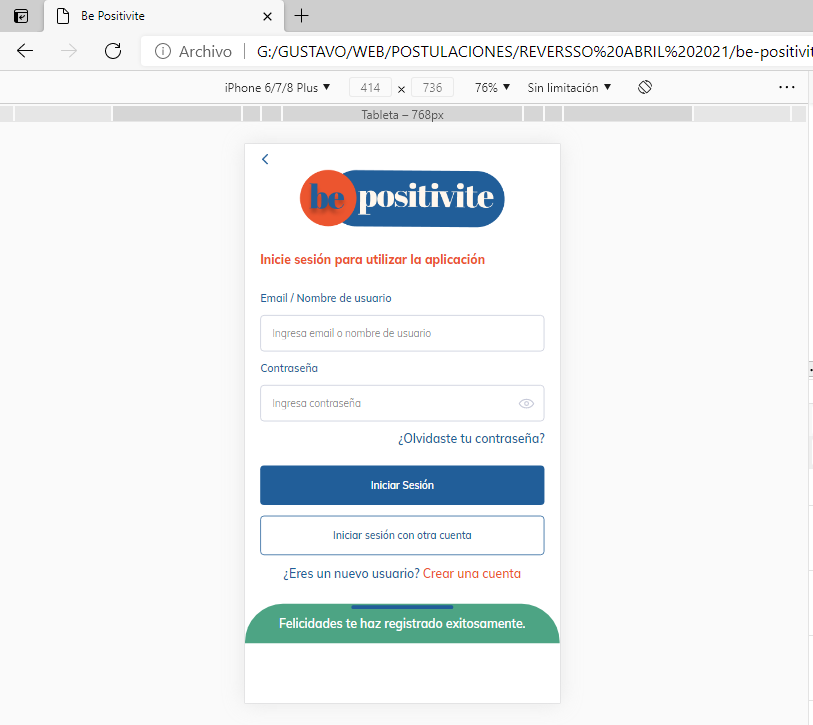 Be Positivite
Archivo
G:/GUSTAVO/WEB/POSTULACIONES/REVERSSO%20ABRIL%202021/be-positivit
iPhone 6/7/8 Plus ▼ 414 x 736 76% ▼ Sin limitación ▼
Tableta – 768px
be positivite
Inicie sesión para utilizar la aplicación
Email / Nombre de usuario
Ingresa email o nombre de usuario
Contraseña
Ingresa contraseña
¿Olvidaste tu contraseña?
Iniciar Sesión
Iniciar sesión con otra cuenta
¿Eres un nuevo usuario? Crear una cuenta
Felicidades te haz registrado exitosamente.